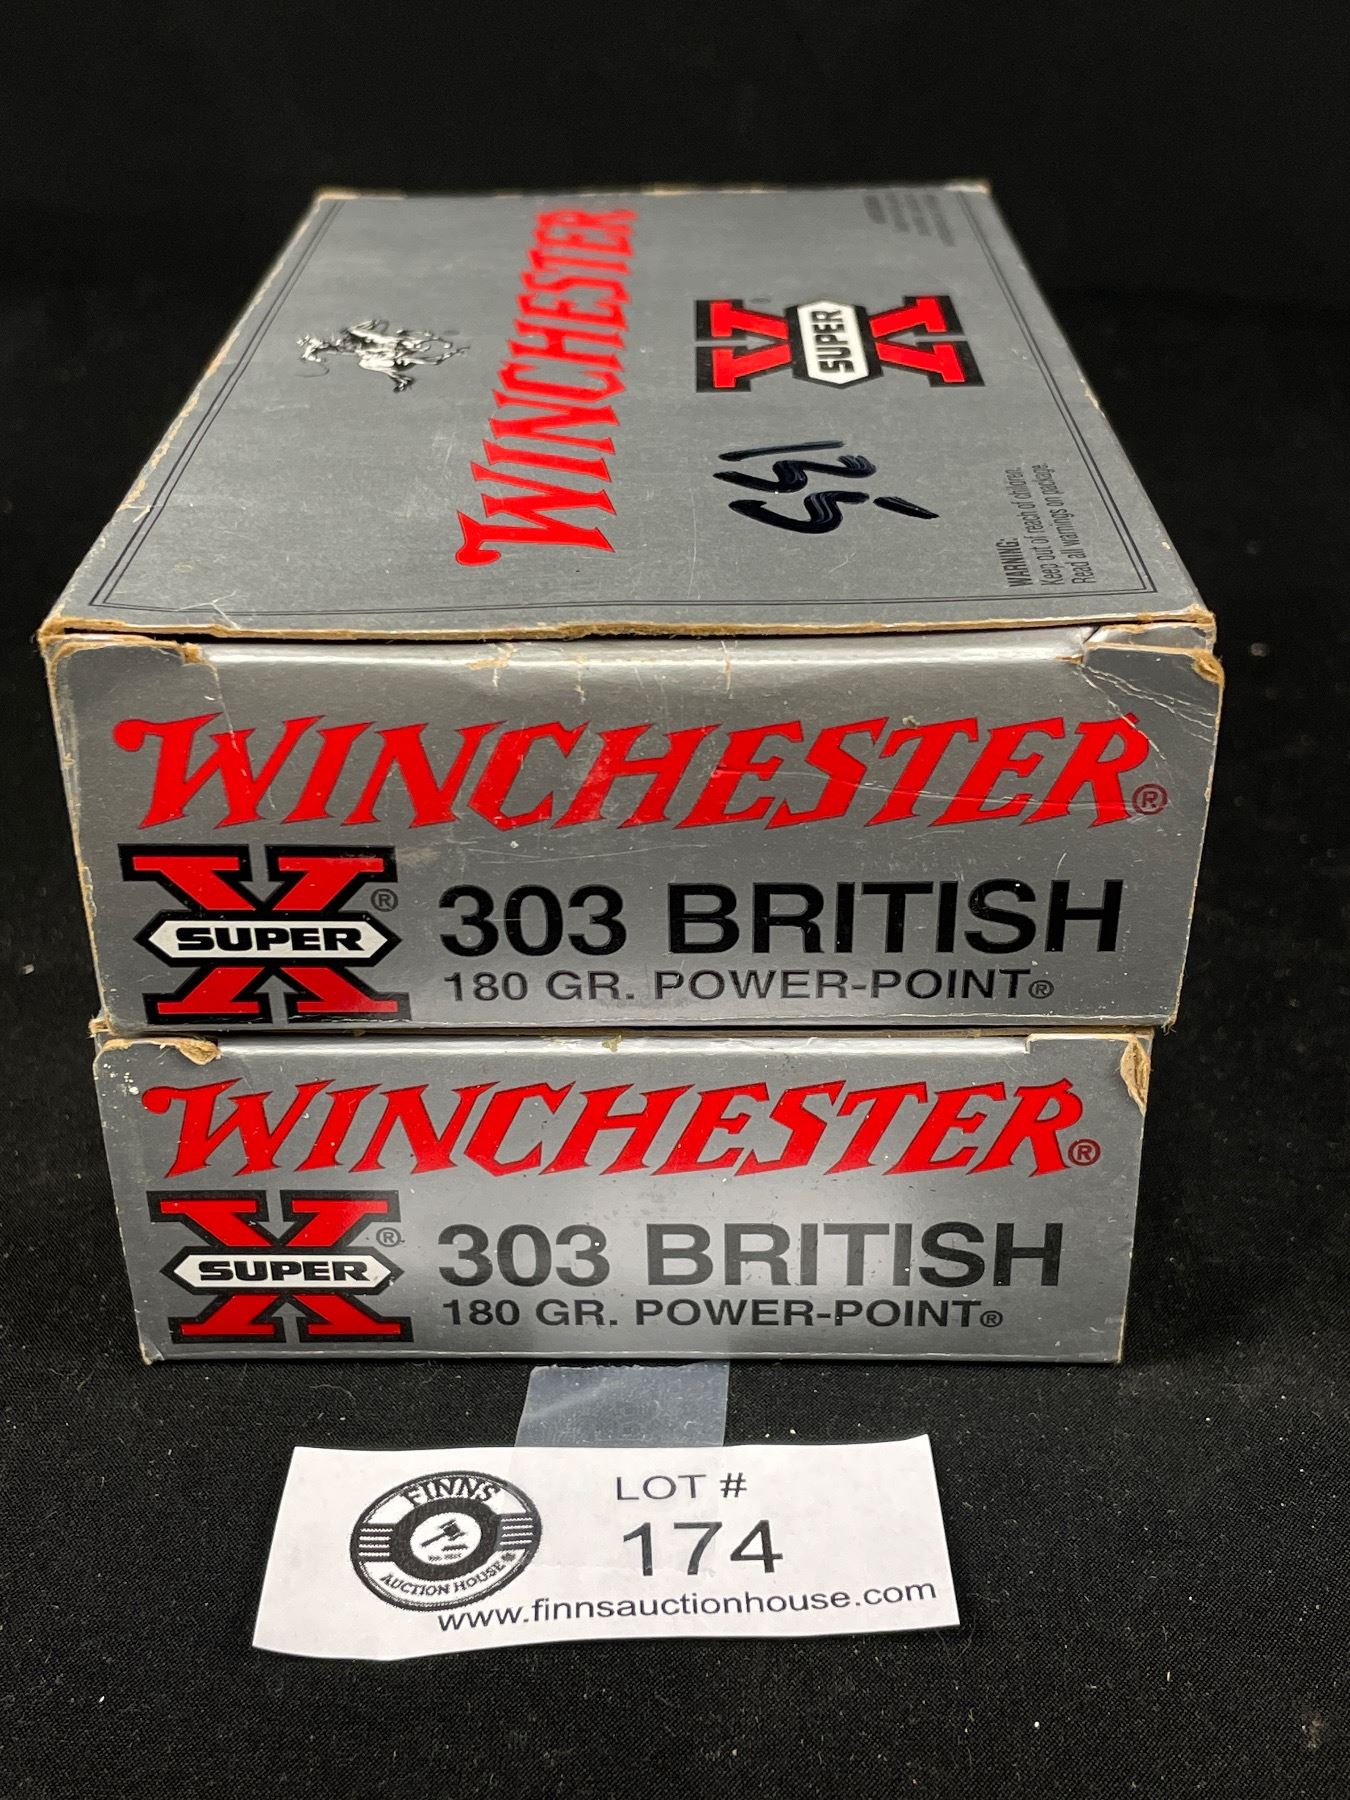 WINCHESTER
SUPER X
155
WARNING:
Keep out of reach of children.
Read all warnings on package.
WINCHESTER®
SUPER X®
303 BRITISH
180 GR. POWER-POINT®
WINCHESTER®
SUPER X®
303 BRITISH
180 GR. POWER-POINT®
FINNS
AUCTION HOUSE
LOT #
174
www.finnsauctionhouse.com